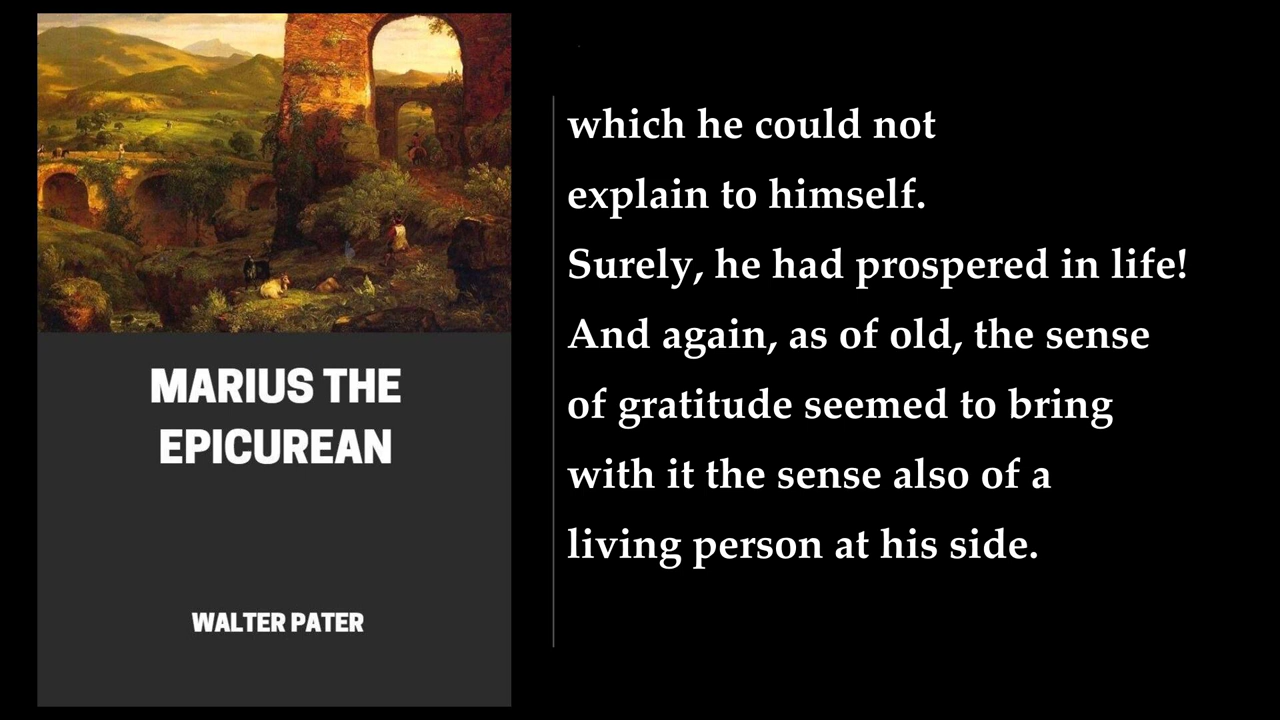 MARIUS THE
EPICUREAN
WALTER PATER
which he could not
explain to himself.
Surely, he had prospered in life!
And again, as of old, the sense
of gratitude seemed to bring
with it the sense also of a
living person at his side.